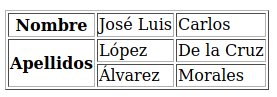 Nombre José Luis Carlos
Apellidos López De la Cruz
Álvarez Morales